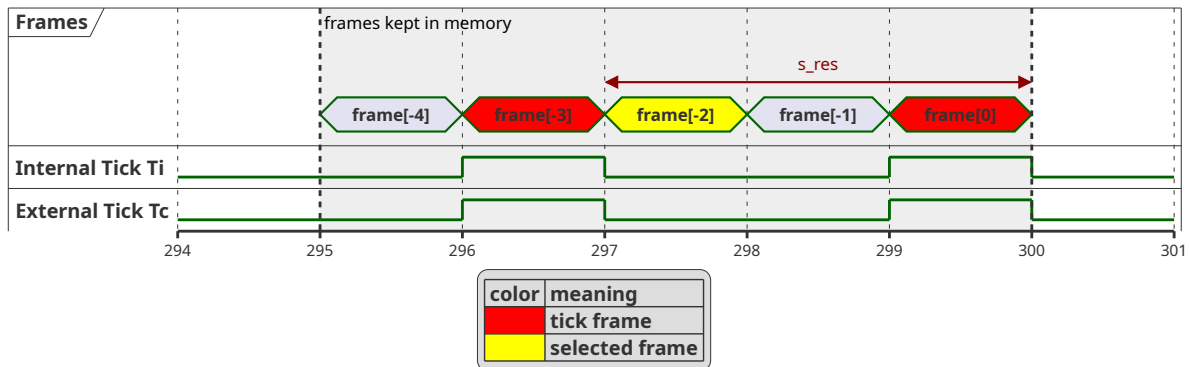 Frames
frames kept in memory
s_res
frame[-4] frame[-3] frame[-2] frame[-1] frame[0]
Internal Tick Ti
External Tick Tc
294 295 296 297 298 299 300 301
color meaning
tick frame
selected frame